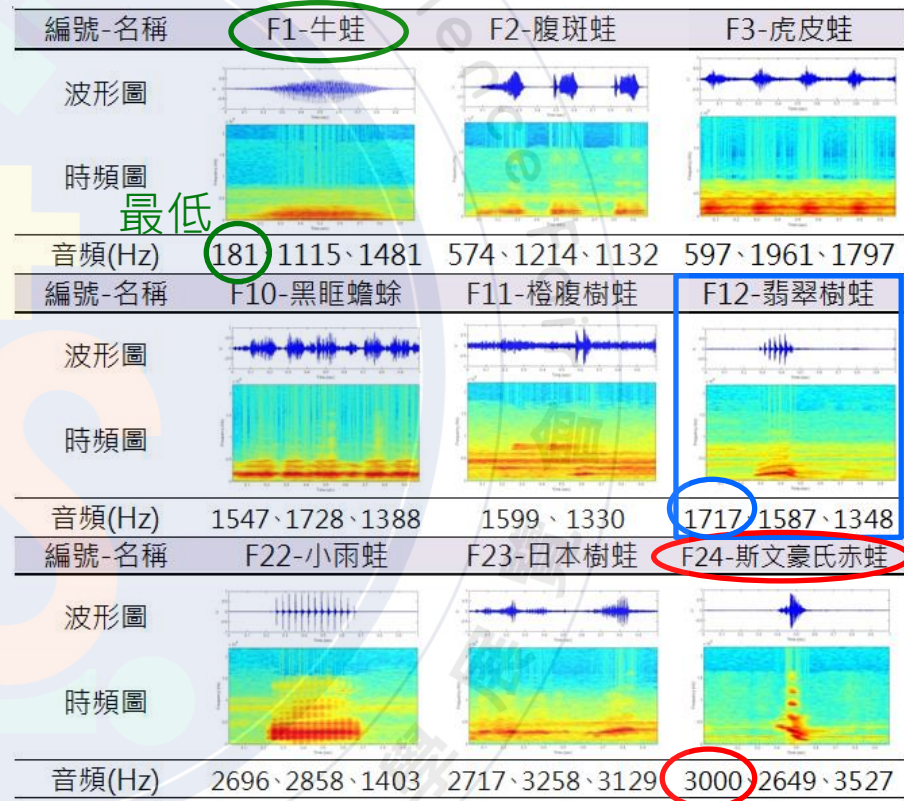 編號-名稱 F1-牛蛙 F2-腹斑蛙 F3-虎皮蛙
波形圖
時頻圖
最低
音頻(Hz) 181、1115、1481 574、1214、1132 597、1961、1797
編號-名稱 F10-黑眶蟾蜍 F11-橙腹樹蛙 F12-翡翠樹蛙
波形圖
時頻圖
音頻(Hz) 1547、1728、1388 1599、1330 1717、1587、1348
編號-名稱 F22-小雨蛙 F23-日本樹蛙 F24-斯文豪氏赤蛙
波形圖
時頻圖
音頻(Hz) 2696、2858、1403 2717、3258、3129 3000、2649、3527